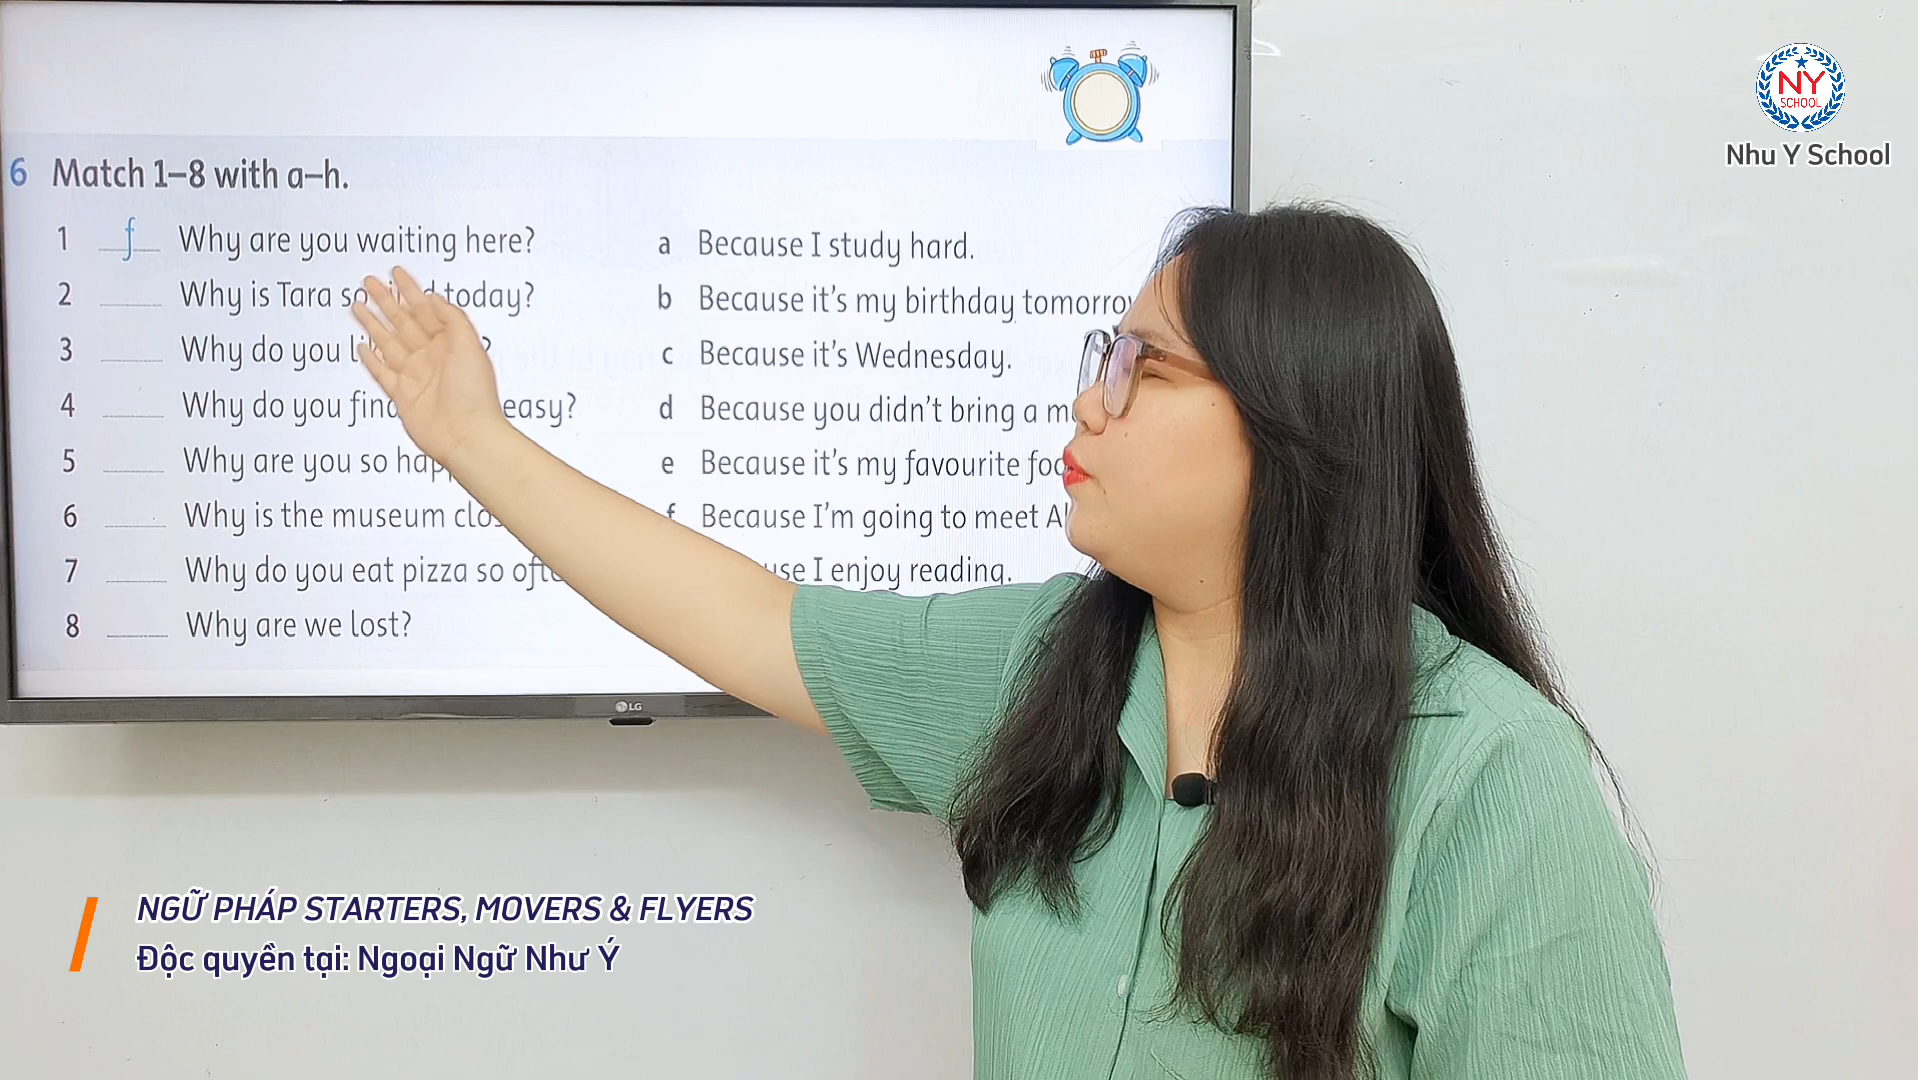 NY
SCHOOL
Nhu Y School
6 Match 1–8 with a–h.
1 f Why are you waiting here?
2 Why is Tara so today?
3 Why do you
4 Why do you easy?
5 Why are you so
6 Why is the museum
7 Why do you eat pizza so
8 Why are we lost?
a Because I study hard.
b Because it's my birthday
c Because it's Wednesday.
d Because you didn't bring a
e Because it's my favourite
f Because I'm going to meet
I enjoy reading.
LG
NGỮ PHÁP STARTERS, MOVERS & FLYERS
Độc quyền tại: Ngoại Ngữ Như Ý